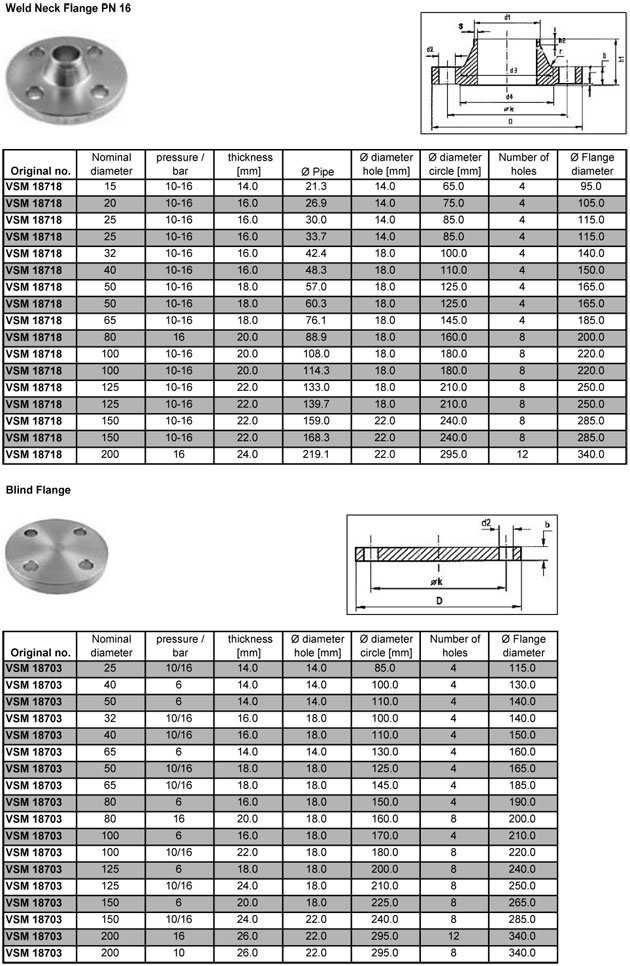 Weld Neck Flange PN 16
S d1 h2
d2 r
d3 f b h1
d4
øk
D
Nominal pressure / thickness Ø diameter Ø diameter Number of Ø Flange
Original no. diameter bar [mm] Ø Pipe hole [mm] circle [mm] holes diameter
VSM 18718 15 10-16 14.0 21.3 14.0 65.0 4 95.0
VSM 18718 20 10-16 16.0 26.9 14.0 75.0 4 105.0
VSM 18718 25 10-16 16.0 30.0 14.0 85.0 4 115.0
VSM 18718 25 10-16 16.0 33.7 14.0 85.0 4 115.0
VSM 18718 32 10-16 16.0 42.4 18.0 100.0 4 140.0
VSM 18718 40 10-16 16.0 48.3 18.0 110.0 4 150.0
VSM 18718 50 10-16 18.0 57.0 18.0 125.0 4 165.0
VSM 18718 50 10-16 18.0 60.3 18.0 125.0 4 165.0
VSM 18718 65 10-16 18.0 76.1 18.0 145.0 4 185.0
VSM 18718 80 16 20.0 88.9 18.0 160.0 8 200.0
VSM 18718 100 10-16 20.0 108.0 18.0 180.0 8 220.0
VSM 18718 100 10-16 20.0 114.3 18.0 180.0 8 220.0
VSM 18718 125 10-16 22.0 133.0 18.0 210.0 8 250.0
VSM 18718 125 10-16 22.0 139.7 18.0 210.0 8 250.0
VSM 18718 150 10-16 22.0 159.0 22.0 240.0 8 285.0
VSM 18718 150 10-16 22.0 168.3 22.0 240.0 8 285.0
VSM 18718 200 16 24.0 219.1 22.0 295.0 12 340.0
Blind Flange
d2 b
øk
D
Nominal pressure / thickness Ø diameter Ø diameter Number of Ø Flange
Original no. diameter bar [mm] hole [mm] circle [mm] holes diameter
VSM 18703 25 10/16 14.0 14.0 85.0 4 115.0
VSM 18703 40 6 14.0 14.0 100.0 4 130.0
VSM 18703 50 6 14.0 14.0 110.0 4 140.0
VSM 18703 32 10/16 16.0 18.0 100.0 4 140.0
VSM 18703 40 10/16 16.0 18.0 110.0 4 150.0
VSM 18703 65 6 14.0 14.0 130.0 4 160.0
VSM 18703 50 10/16 18.0 18.0 125.0 4 165.0
VSM 18703 65 10/16 18.0 18.0 145.0 4 185.0
VSM 18703 80 6 16.0 18.0 150.0 4 190.0
VSM 18703 80 16 20.0 18.0 160.0 8 200.0
VSM 18703 100 6 16.0 18.0 170.0 4 210.0
VSM 18703 100 10/16 22.0 18.0 180.0 8 220.0
VSM 18703 125 6 18.0 18.0 200.0 8 240.0
VSM 18703 125 10/16 24.0 18.0 210.0 8 250.0
VSM 18703 150 6 20.0 18.0 225.0 8 265.0
VSM 18703 150 10/16 24.0 22.0 240.0 8 285.0
VSM 18703 200 16 26.0 22.0 295.0 12 340.0
VSM 18703 200 10 26.0 22.0 295.0 8 340.0